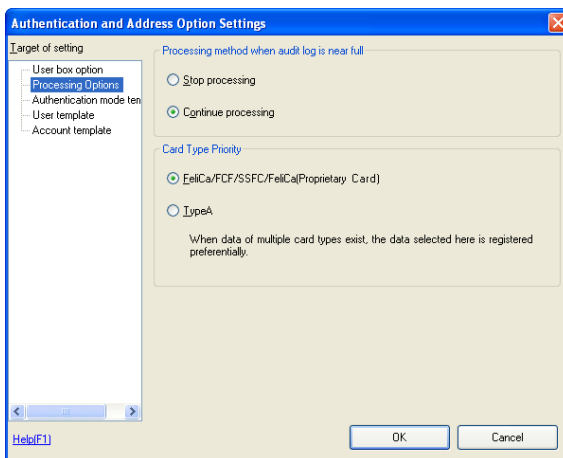 Authentication and Address Option Settings
Target of setting
User box option
Processing Options
Authentication mode ten
User template
Account template
Help(F1)
Processing method when audit log is near full
Stop processing
Continue processing
Card Type Priority
FeliCa/FCF/SSFC/FeliCa(Proprietary Card)
TypeA
When data of multiple card types exist, the data selected here is registered
preferentially.
OK
Cancel